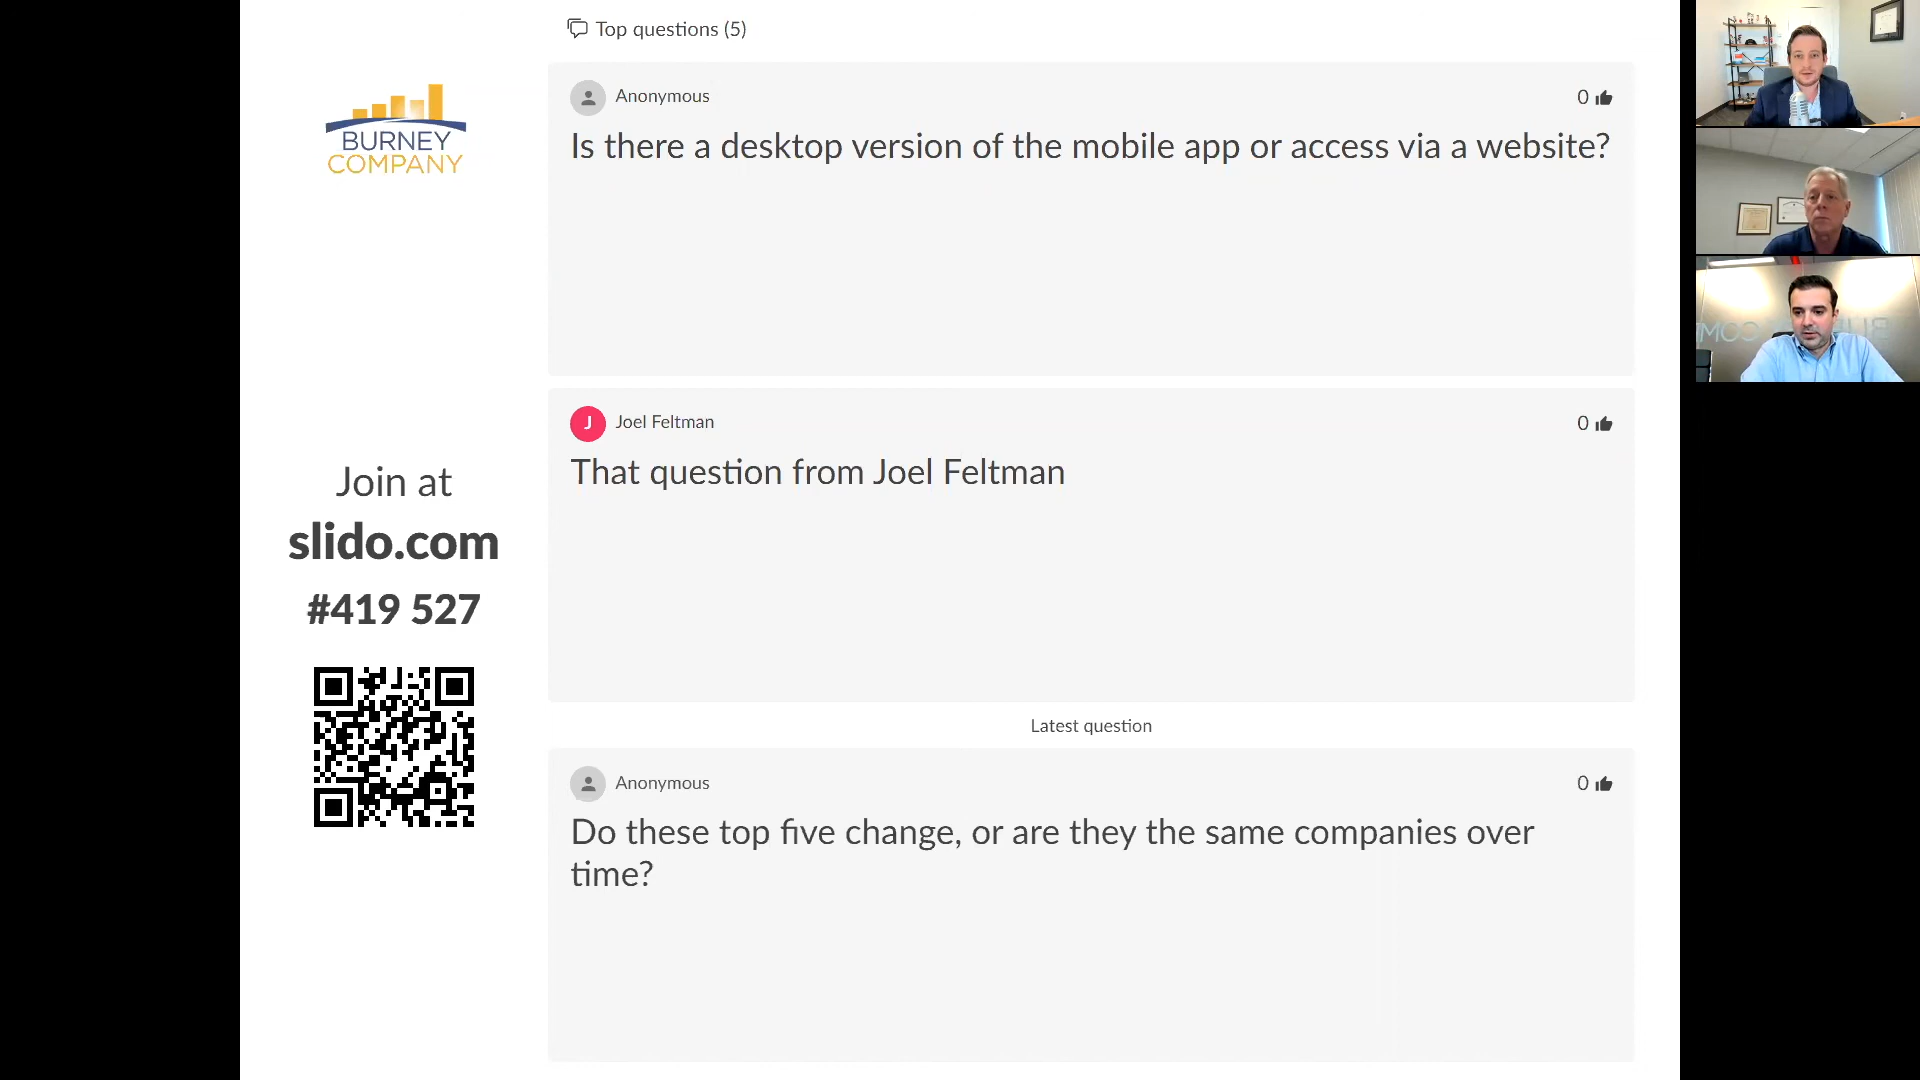 Top questions (5)
BURNEY
COMPANY
Anonymous
0
Is there a desktop version of the mobile app or access via a website?
J
Joel Feltman
0
That question from Joel Feltman
Join at
slido.com
#419 527
Latest question
Anonymous
0
Do these top five change, or are they the same companies over
time?